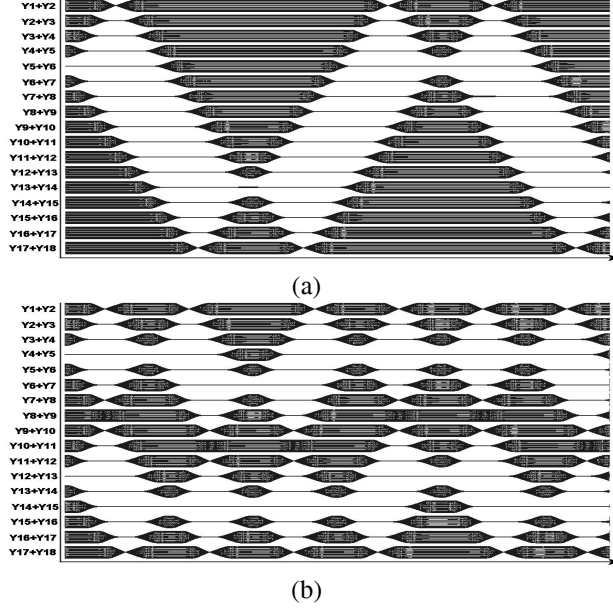 Y1+Y2
Y2+Y3
Y3+Y4
Y4+Y5
Y5+Y6
Y6+Y7
Y7+Y8
Y8+Y9
Y9+Y10
Y10+Y11
Y11+Y12
Y12+Y13
Y13+Y14
Y14+Y15
Y15+Y16
Y16+Y17
Y17+Y18
(a)
Y1+Y2
Y2+Y3
Y3+Y4
Y4+Y5
Y5+Y6
Y6+Y7
Y7+Y8
Y8+Y9
Y9+Y10
Y10+Y11
Y11+Y12
Y12+Y13
Y13+Y14
Y14+Y15
Y15+Y16
Y16+Y17
Y17+Y18
(b)